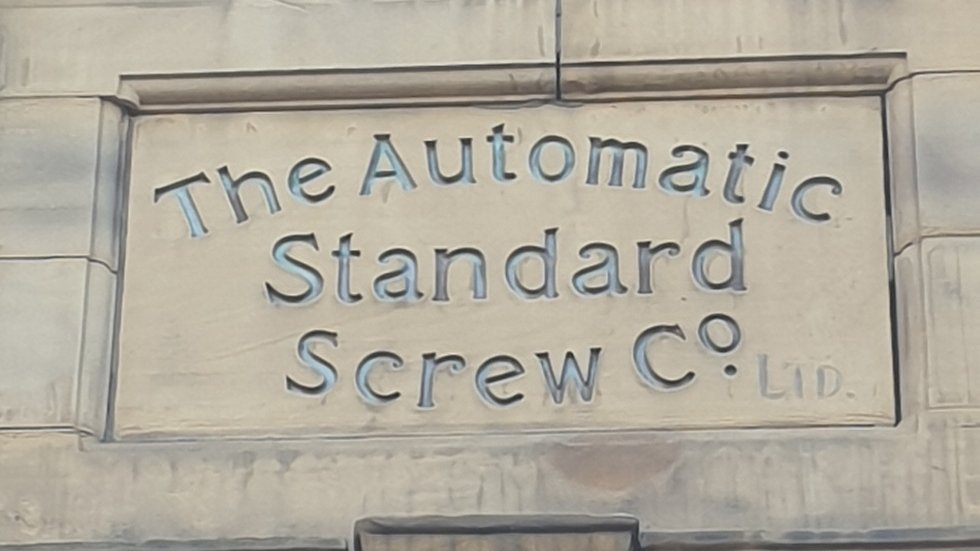 The Automatic
Standard
Screw Cº. LTD.